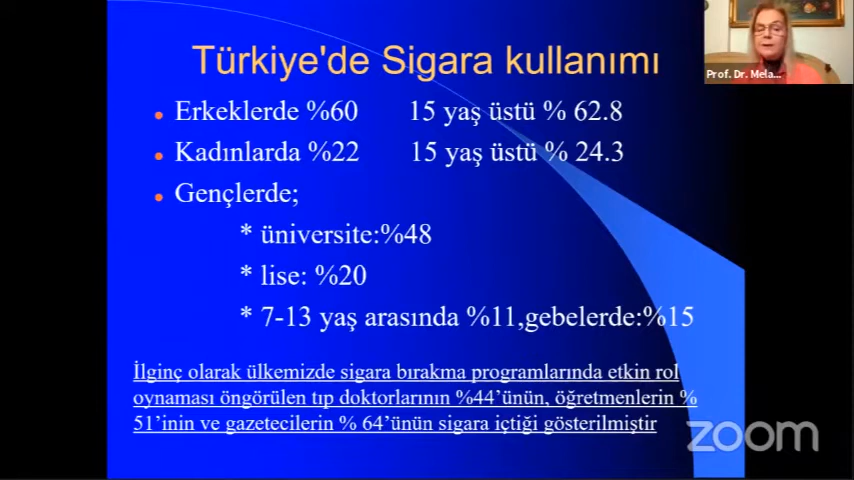 Türkiye'de Sigara kullanımı
Prof. Dr. Mela...
• Erkeklerde %60 15 yaş üstü % 62.8
• Kadınlarda %22 15 yaş üstü % 24.3
• Gençlerde;
* üniversite:%48
* lise: %20
* 7-13 yaş arasında %11,gebelerde:%15
İlginç olarak ülkemizde sigara bırakma programlarında etkin rol
oynaması öngörülen tıp doktorlarının %44’ünün, öğretmenlerin %
51’inin ve gazetecilerin % 64’ünün sigara içtiği gösterilmiştir
zoom